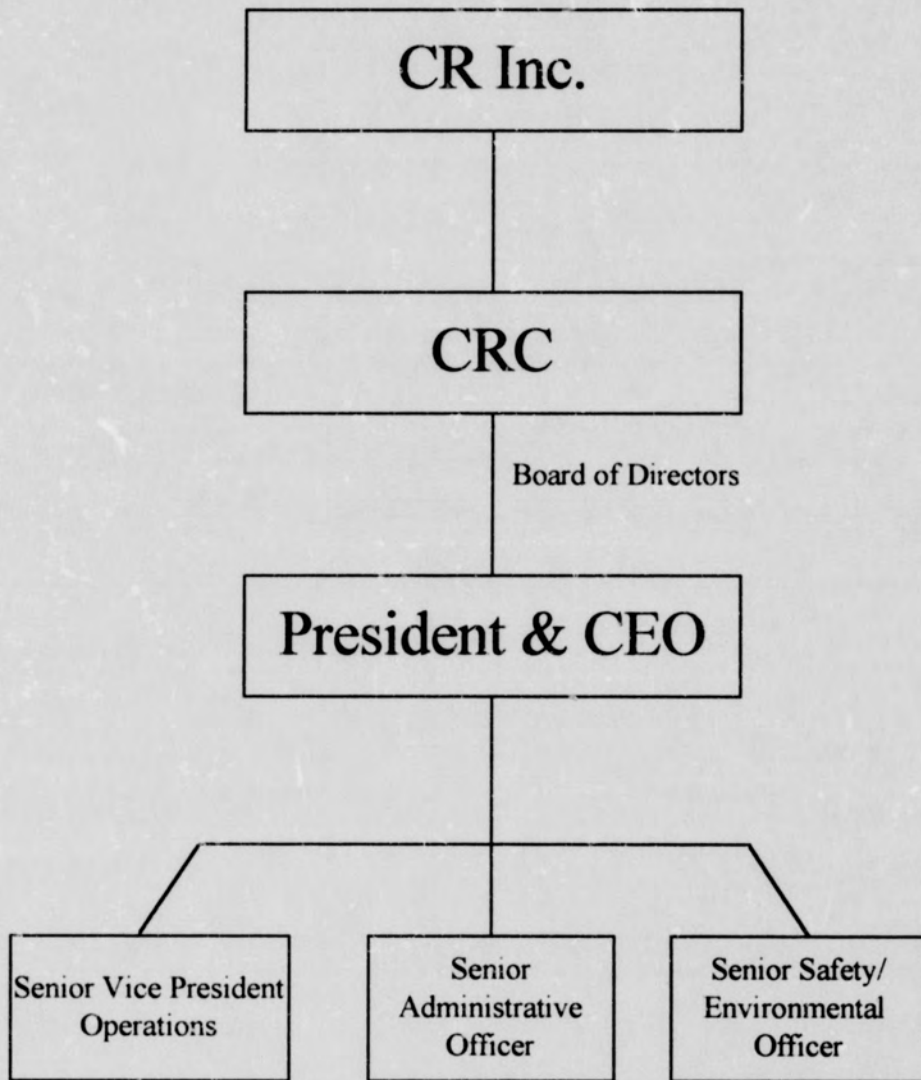 CR Inc.
CRC
Board of Directors
President & CEO
Senior Vice President
Operations
Senior
Administrative
Officer
Senior Safety/
Environmental
Officer